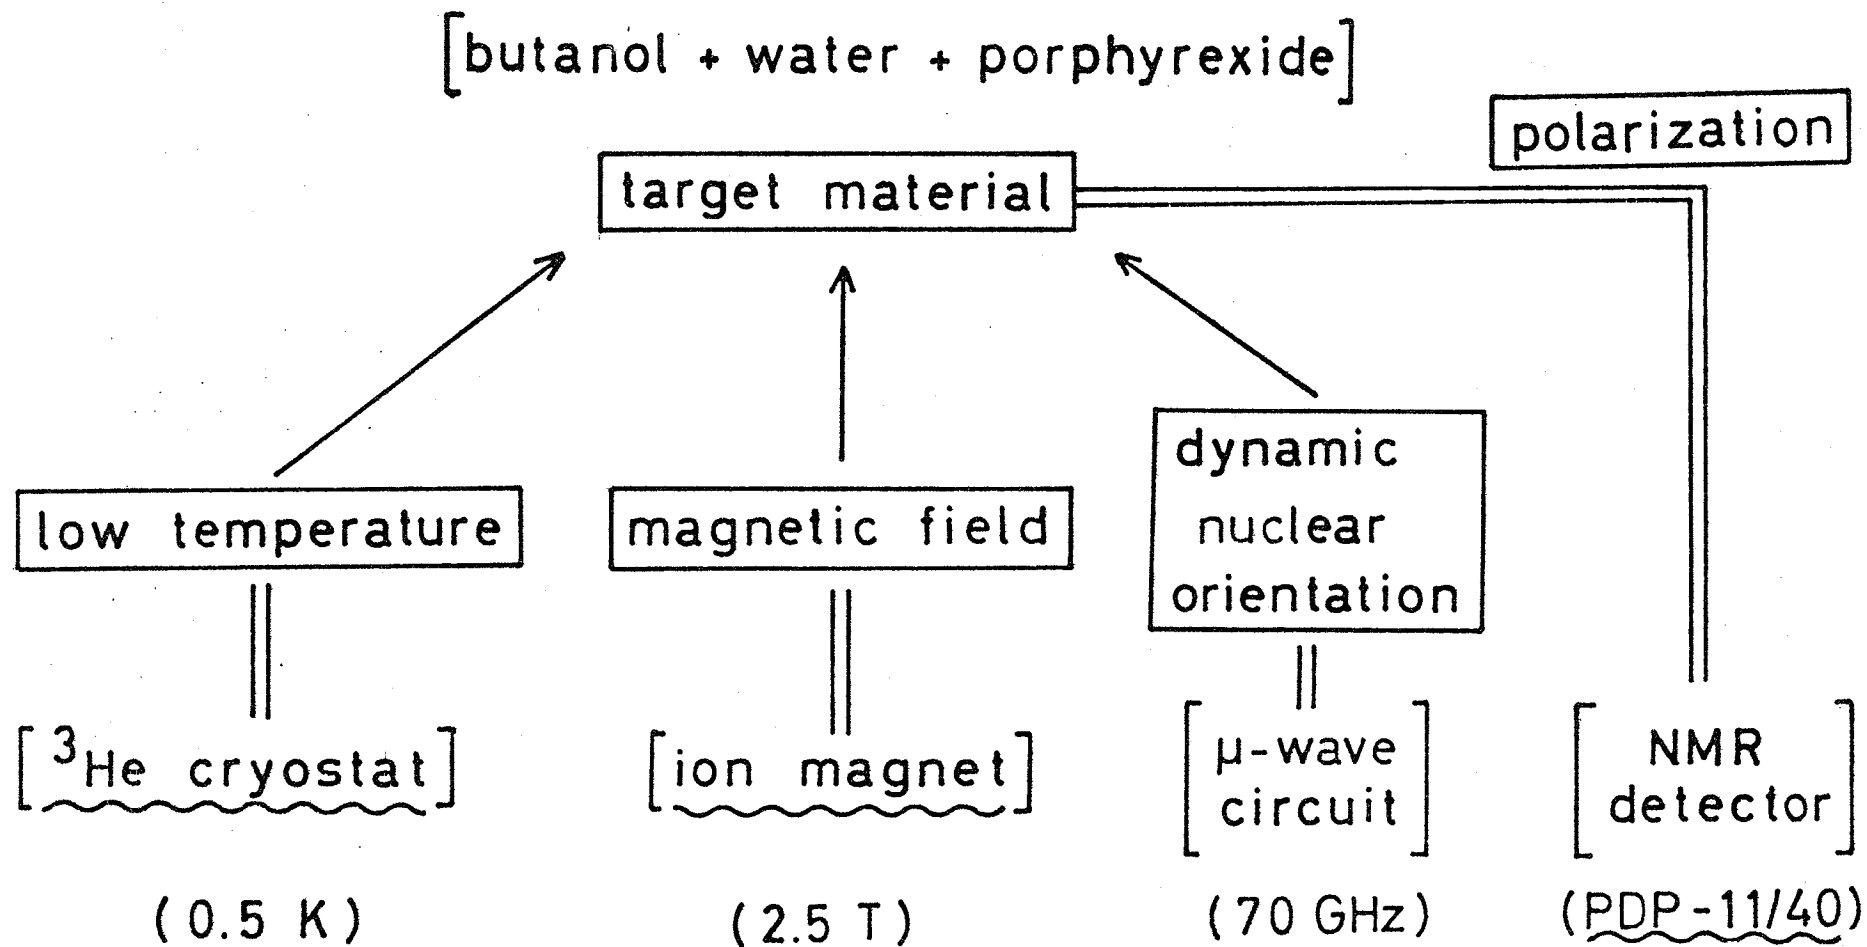 [butanol + water + porphyrexide]
polarization
target material
dynamic
nuclear
orientation
low temperature
magnetic field
[³He cryostat]
[ion magnet]
[μ-wave
circuit]
[NMR
detector]
(0.5 K)
(2.5 T)
(70 GHz)
(PDP-11/40)